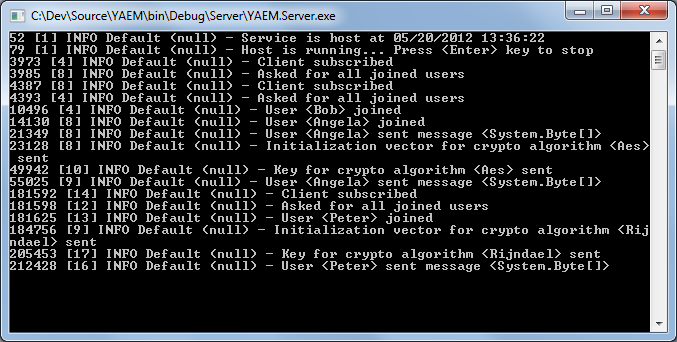 C:\Dev\Source\YAEM\bin\Debug\Server\YAEM.Server.exe
52 [1] INFO Default (null) - Service is host at 05/20/2012 13:36:22
79 [1] INFO Default (null) - Host is running... Press <Enter> key to stop
3973 [4] INFO Default (null) - Client subscribed
3985 [8] INFO Default (null) - Asked for all joined users
4387 [8] INFO Default (null) - Client subscribed
4393 [4] INFO Default (null) - Asked for all joined users
10496 [4] INFO Default (null) - User <Bob> joined
14130 [8] INFO Default (null) - User <Angela> joined
21349 [8] INFO Default (null) - User <Angela> sent message <System.Byte[]>
23128 [8] INFO Default (null) - Initialization vector for crypto algorithm <Aes>
 sent
49942 [10] INFO Default (null) - Key for crypto algorithm <Aes> sent
55025 [9] INFO Default (null) - User <Angela> sent message <System.Byte[]>
181592 [14] INFO Default (null) - Client subscribed
181598 [12] INFO Default (null) - Asked for all joined users
181625 [13] INFO Default (null) - User <Peter> joined
184756 [9] INFO Default (null) - Initialization vector for crypto algorithm <Rij
ndael> sent
205453 [17] INFO Default (null) - Key for crypto algorithm <Rijndael> sent
212428 [16] INFO Default (null) - User <Peter> sent message <System.Byte[]>